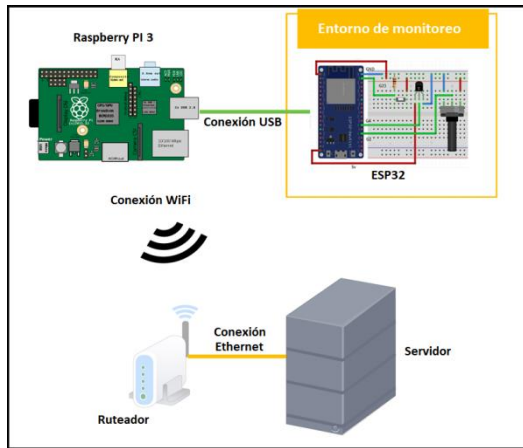 Raspberry PI 3
Entorno de monitoreo
Conexión USB
ESP32
Conexión WiFi
Conexión
Ethernet
Servidor
Ruteador